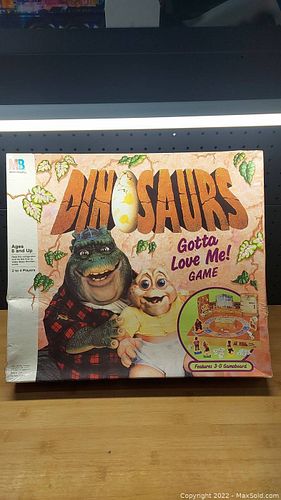 MB
DINOSAURS
Gotta
Love Me!
GAME
Ages
6 and Up
2 to 4 Players
Features 3-D Gameboard
Copyright 2022 - MaxSold.com